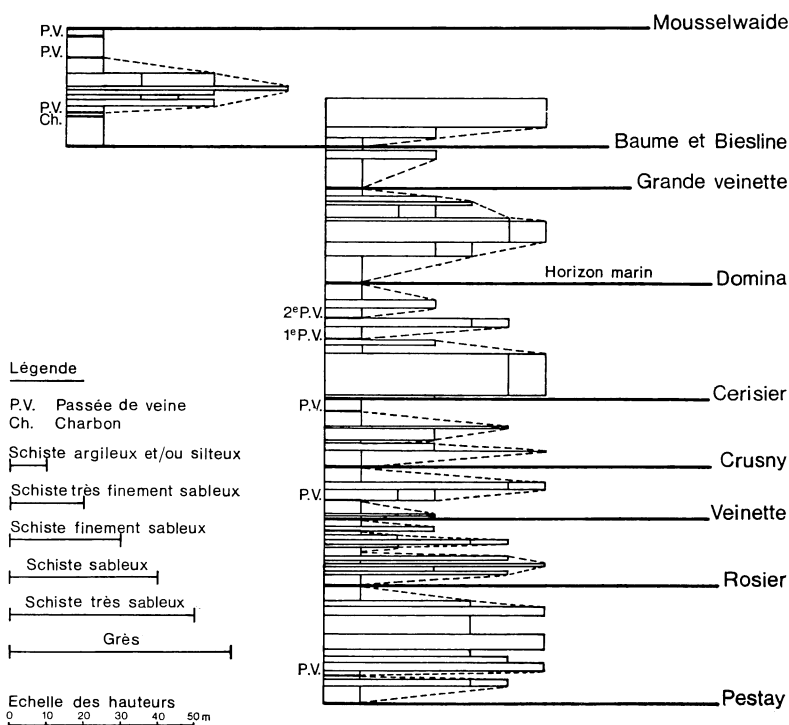 Mousselwaide
P.V.
P.V.
P.V.
Ch.
Baume et Biesline
Grande veinette
Horizon marin
Domina
2e P.V.
1e P.V.
Cerisier
P.V.
Crusny
P.V.
Veinette
Rosier
P.V.
Pestay
Légende
P.V. Passée de veine
Ch. Charbon
Schiste argileux et/ou silteux
Schiste très finement sableux
Schiste finement sableux
Schiste sableux
Schiste très sableux
Grès
Echelle des hauteurs
0 10 20 30 40 50 m